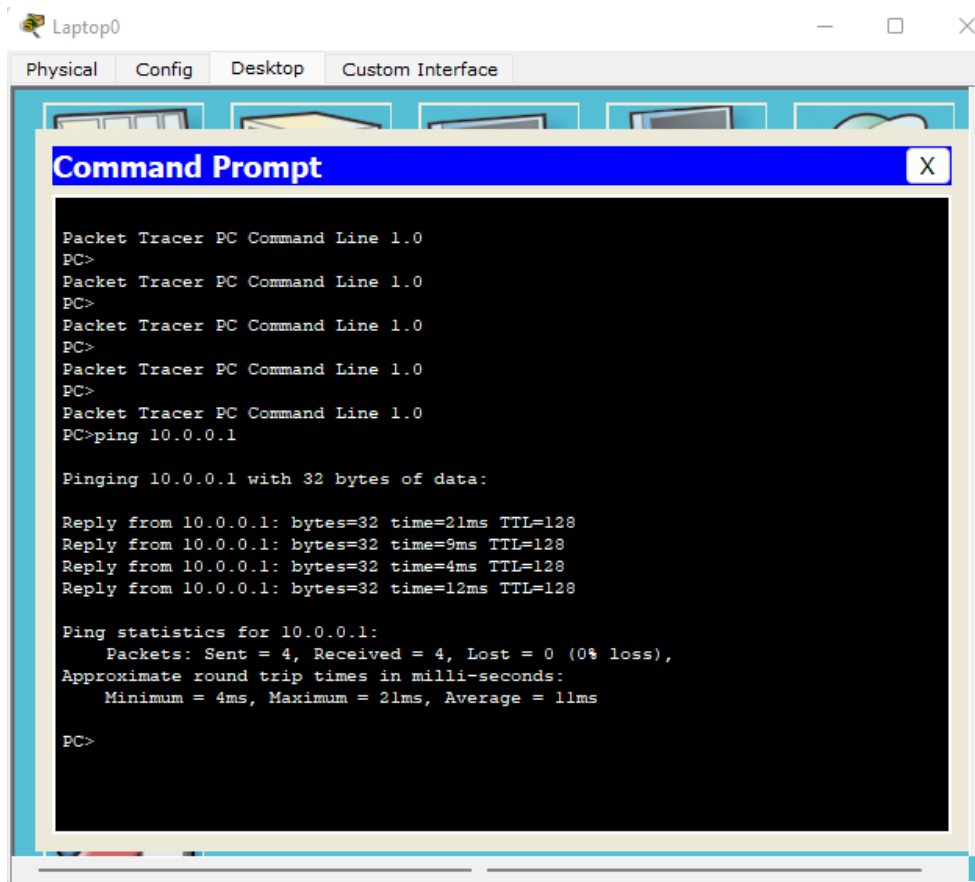 Laptop0
Physical Config Desktop Custom Interface
Command Prompt X
Packet Tracer PC Command Line 1.0
PC>
Packet Tracer PC Command Line 1.0
PC>
Packet Tracer PC Command Line 1.0
PC>
Packet Tracer PC Command Line 1.0
PC>
Packet Tracer PC Command Line 1.0
PC>ping 10.0.0.1
Pinging 10.0.0.1 with 32 bytes of data:
Reply from 10.0.0.1: bytes=32 time=21ms TTL=128
Reply from 10.0.0.1: bytes=32 time=9ms TTL=128
Reply from 10.0.0.1: bytes=32 time=4ms TTL=128
Reply from 10.0.0.1: bytes=32 time=12ms TTL=128
Ping statistics for 10.0.0.1:
Packets: Sent = 4, Received = 4, Lost = 0 (0% loss),
Approximate round trip times in milli-seconds:
Minimum = 4ms, Maximum = 21ms, Average = 11ms
PC>